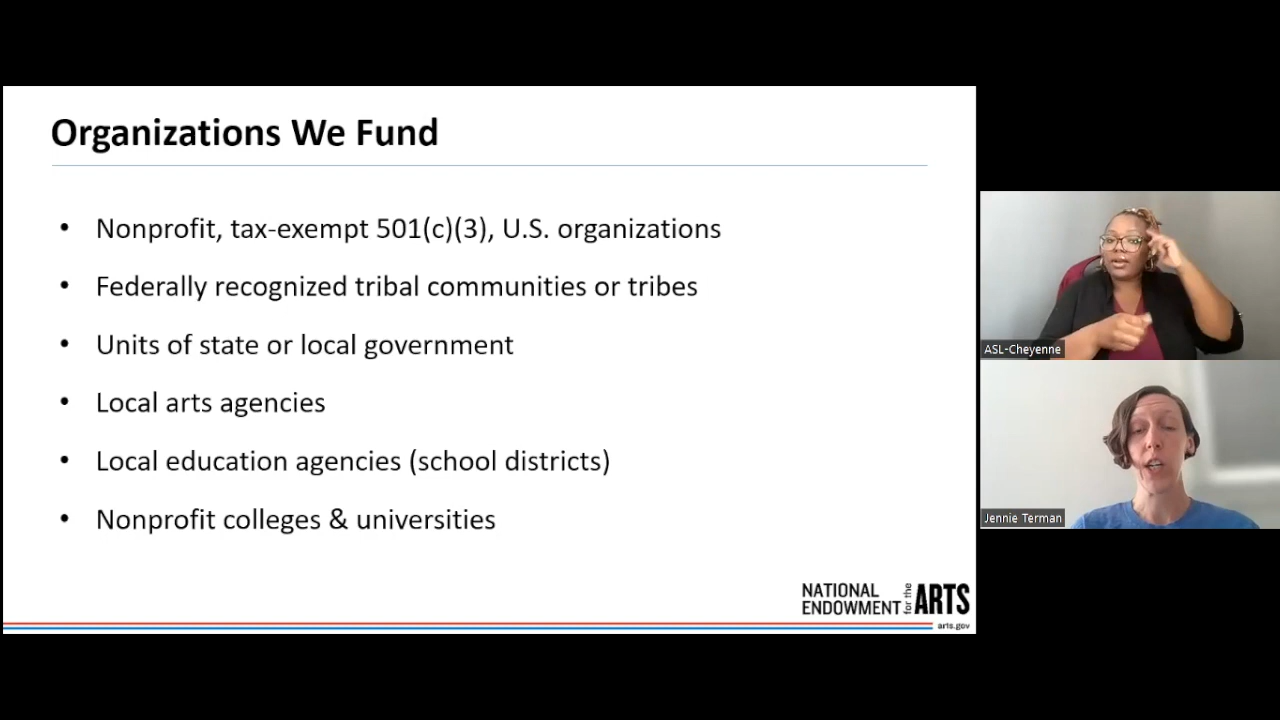 Organizations We Fund
• Nonprofit, tax-exempt 501(c)(3), U.S. organizations
• Federally recognized tribal communities or tribes
• Units of state or local government
• Local arts agencies
• Local education agencies (school districts)
• Nonprofit colleges & universities
NATIONAL
ENDOWMENT
for the
ARTS
arts.gov
ASL-Cheyenne
Jennie Terman